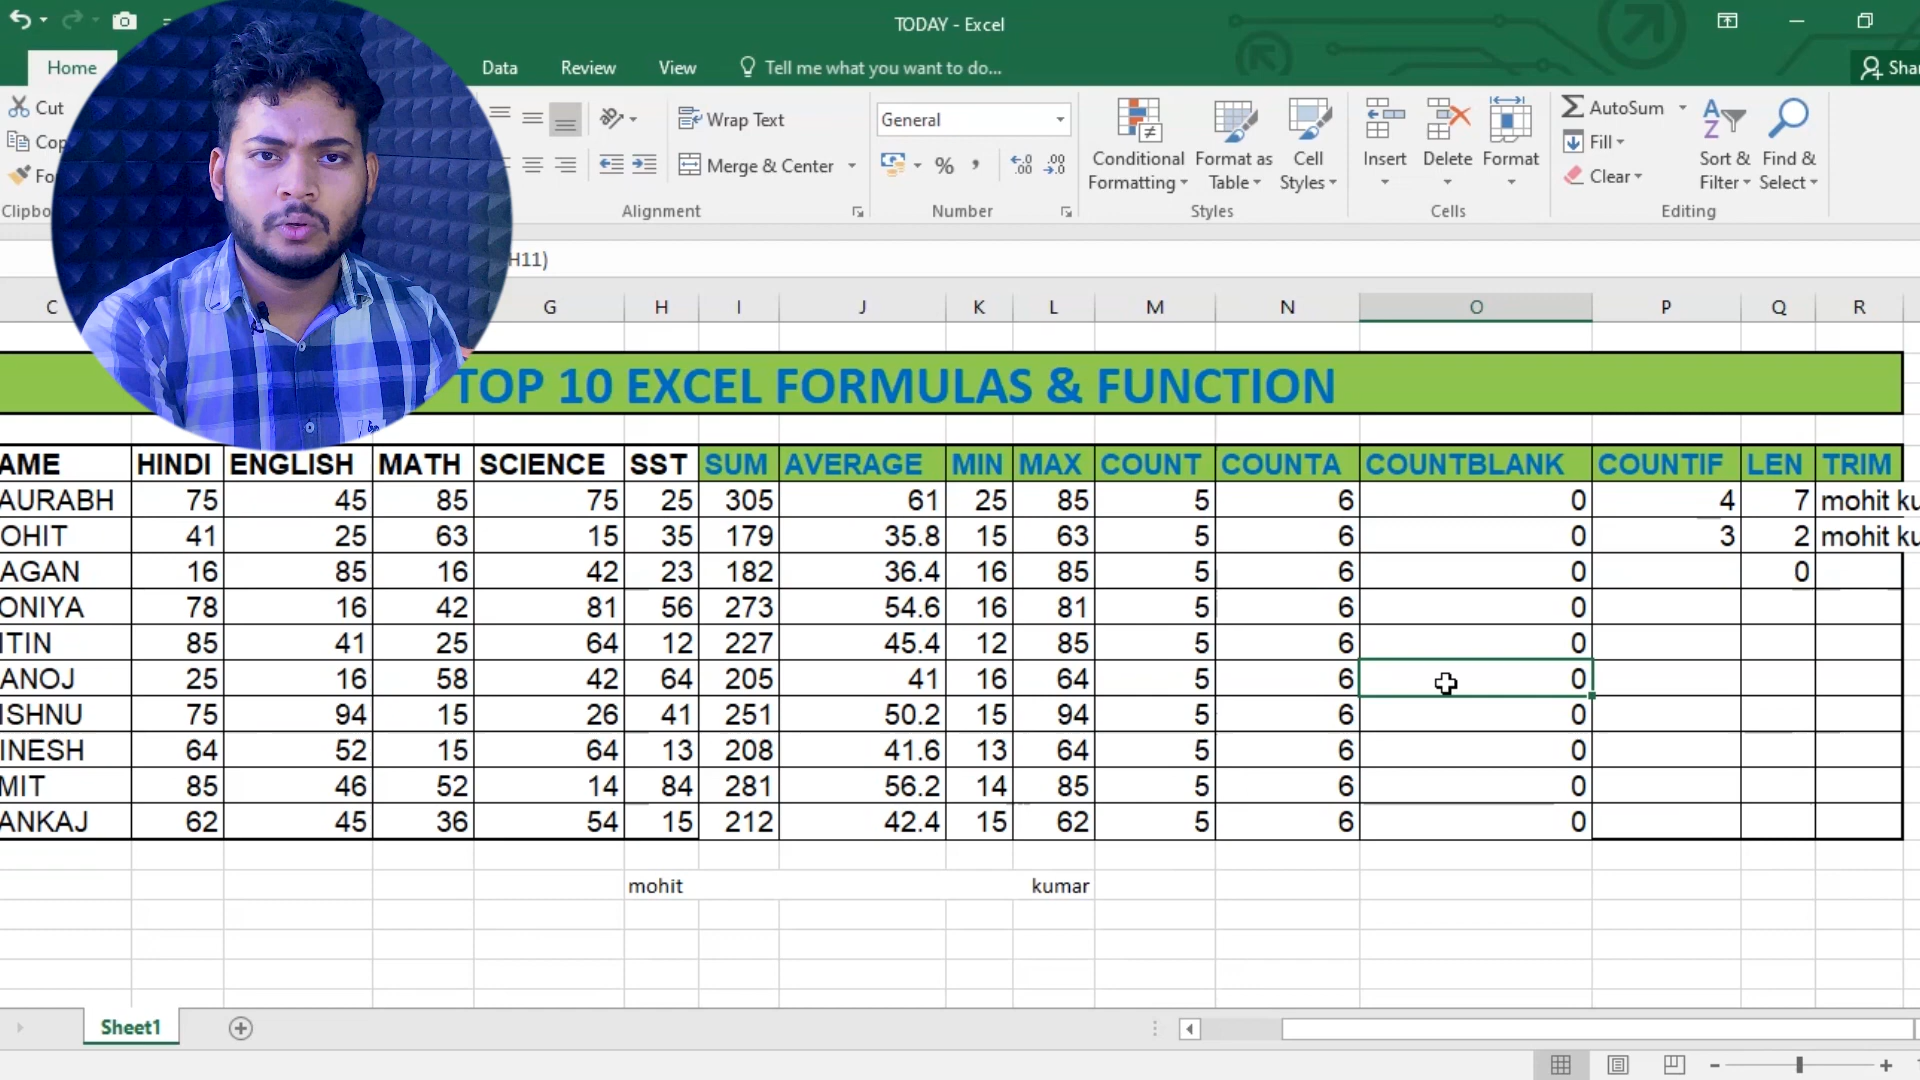 TODAY - Excel
Home Data Review View Tell me what you want to do...
Cut Wrap Text General Conditional Formatting Format as Table Cell Styles Insert Delete Format AutoSum
Merge & Center % Fill Sort & Filter Find & Select
Clear
Alignment Number Styles Cells Editing
H11)
C G H I J K L M N O P Q R
TOP 10 EXCEL FORMULAS & FUNCTION
AME HINDI ENGLISH MATH SCIENCE SST SUM AVERAGE MIN MAX COUNT COUNTA COUNTBLANK COUNTIF LEN TRIM
AURABH 75 45 85 75 25 305 61 25 85 5 6 0 4 7 mohit ku
OHIT 41 25 63 15 35 179 35.8 15 63 5 6 0 3 2 mohit ku
AGAN 16 85 16 42 23 182 36.4 16 85 5 6 0 0
ONIYA 78 16 42 81 56 273 54.6 16 81 5 6 0
ITIN 85 41 25 64 12 227 45.4 12 85 5 6 0
ANOJ 25 16 58 42 64 205 41 16 64 5 6 0
ISHNU 75 94 15 26 41 251 50.2 15 94 5 6 0
INESH 64 52 15 64 13 208 41.6 13 64 5 6 0
MIT 85 46 52 14 84 281 56.2 14 85 5 6 0
ANKAJ 62 45 36 54 15 212 42.4 15 62 5 6 0
mohit kumar
Sheet1